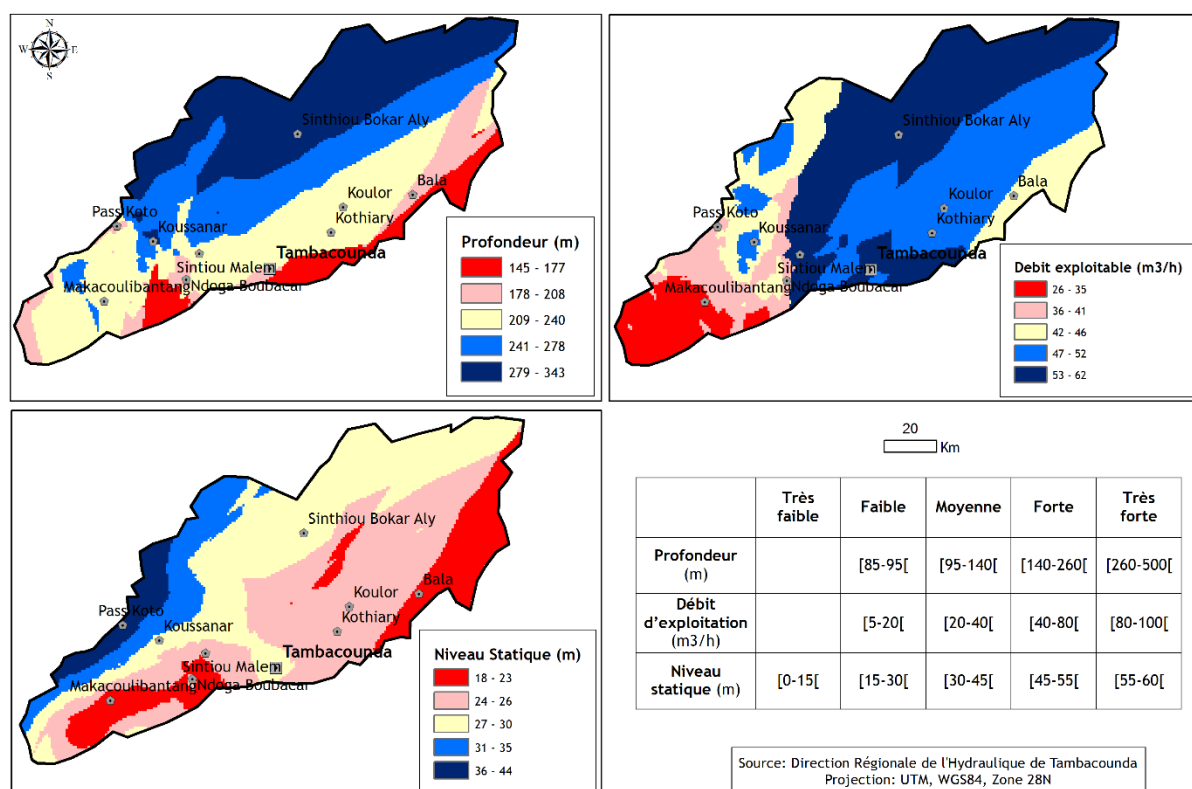 N
W E
S
Sinthiou Bokar Aly
Bala
Koulor
Pass Koto
Kothiary
Koussanar
Tambacounda
Sintiou Malem
Makacoulibantang
Ndoga Boubacar
Profondeur (m)
145 - 177
178 - 208
209 - 240
241 - 278
279 - 343
Sinthiou Bokar Aly
Bala
Koulor
Pass Koto
Kothiary
Koussanar
Tambacounda
Sintiou Malem
Makacoulibantang
Ndoga Boubacar
Debit exploitable (m3/h)
26 - 35
36 - 41
42 - 46
47 - 52
53 - 62
Sinthiou Bokar Aly
Bala
Koulor
Pass Koto
Kothiary
Koussanar
Tambacounda
Sintiou Malem
Makacoulibantang
Ndoga Boubacar
Niveau Statique (m)
18 - 23
24 - 26
27 - 30
31 - 35
36 - 44
20
Km
Très faible Faible Moyenne Forte Très forte
Profondeur (m) [85-95[ [95-140[ [140-260[ [260-500[
Débit d'exploitation (m3/h) [5-20[ [20-40[ [40-80[ [80-100[
Niveau statique (m) [0-15[ [15-30[ [30-45[ [45-55[ [55-60[
Source: Direction Régionale de l'Hydraulique de Tambacounda
Projection: UTM, WGS84, Zone 28N